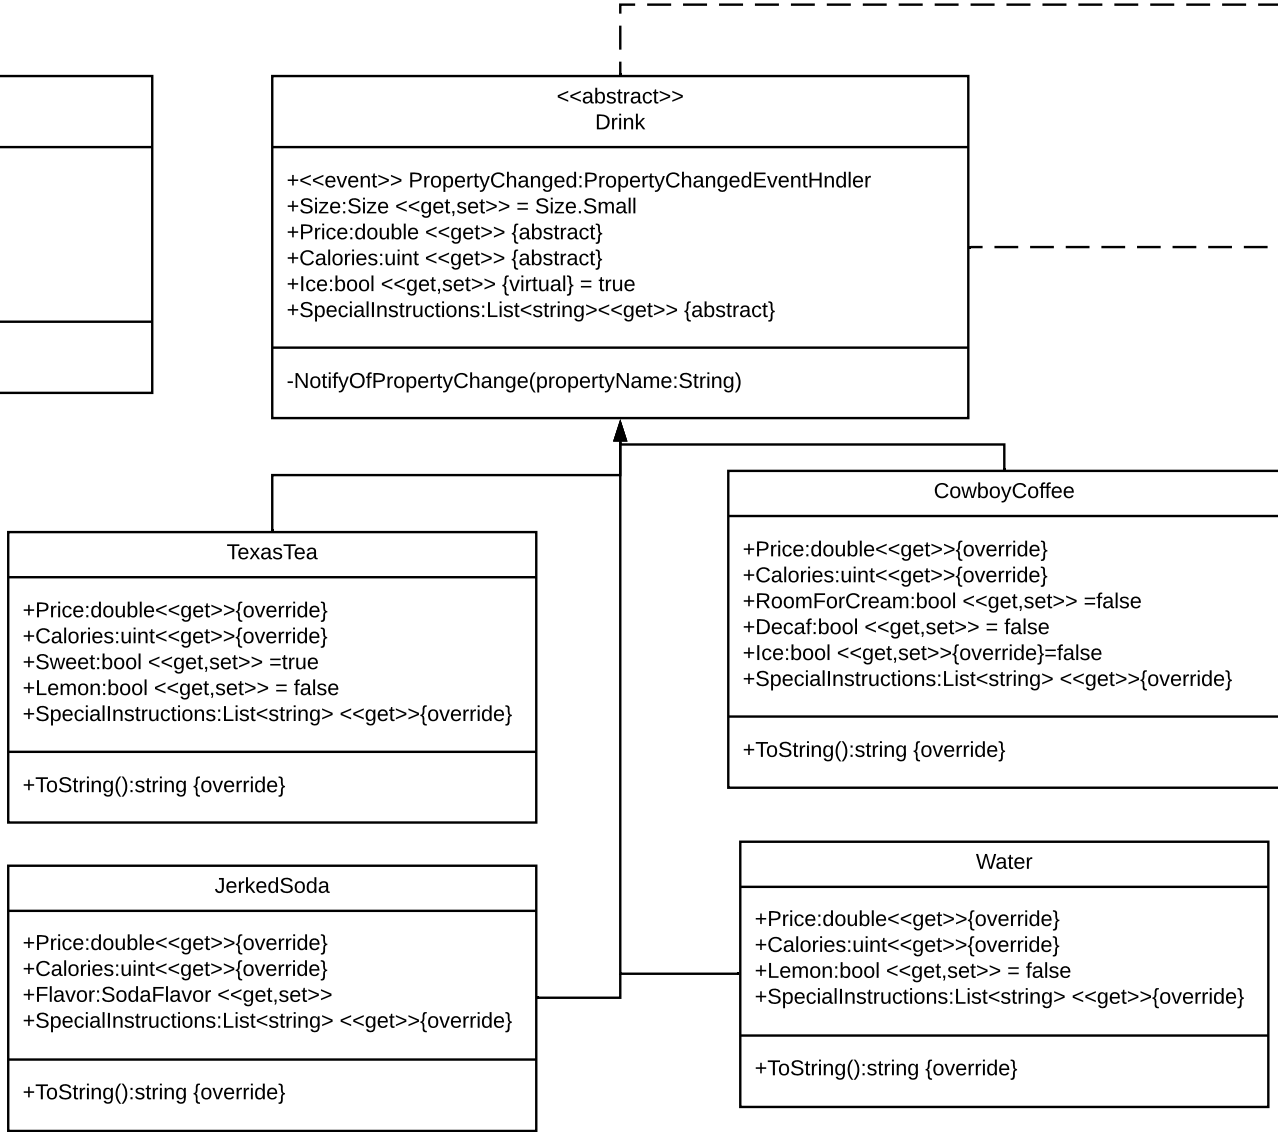 <<abstract>>
Drink
+<<event>> PropertyChanged:PropertyChangedEventHndler
+Size:Size <<get,set>> = Size.Small
+Price:double <<get>> {abstract}
+Calories:uint <<get>> {abstract}
+Ice:bool <<get,set>> {virtual} = true
+SpecialInstructions:List<string><<get>> {abstract}
-NotifyOfPropertyChange(propertyName:String)
TexasTea
+Price:double<<get>>{override}
+Calories:uint<<get>>{override}
+Sweet:bool <<get,set>> =true
+Lemon:bool <<get,set>> = false
+SpecialInstructions:List<string> <<get>>{override}
+ToString():string {override}
CowboyCoffee
+Price:double<<get>>{override}
+Calories:uint<<get>>{override}
+RoomForCream:bool <<get,set>> =false
+Decaf:bool <<get,set>> = false
+Ice:bool <<get,set>>{override}=false
+SpecialInstructions:List<string> <<get>>{override}
+ToString():string {override}
JerkedSoda
+Price:double<<get>>{override}
+Calories:uint<<get>>{override}
+Flavor:SodaFlavor <<get,set>>
+SpecialInstructions:List<string> <<get>>{override}
+ToString():string {override}
Water
+Price:double<<get>>{override}
+Calories:uint<<get>>{override}
+Lemon:bool <<get,set>> = false
+SpecialInstructions:List<string> <<get>>{override}
+ToString():string {override}